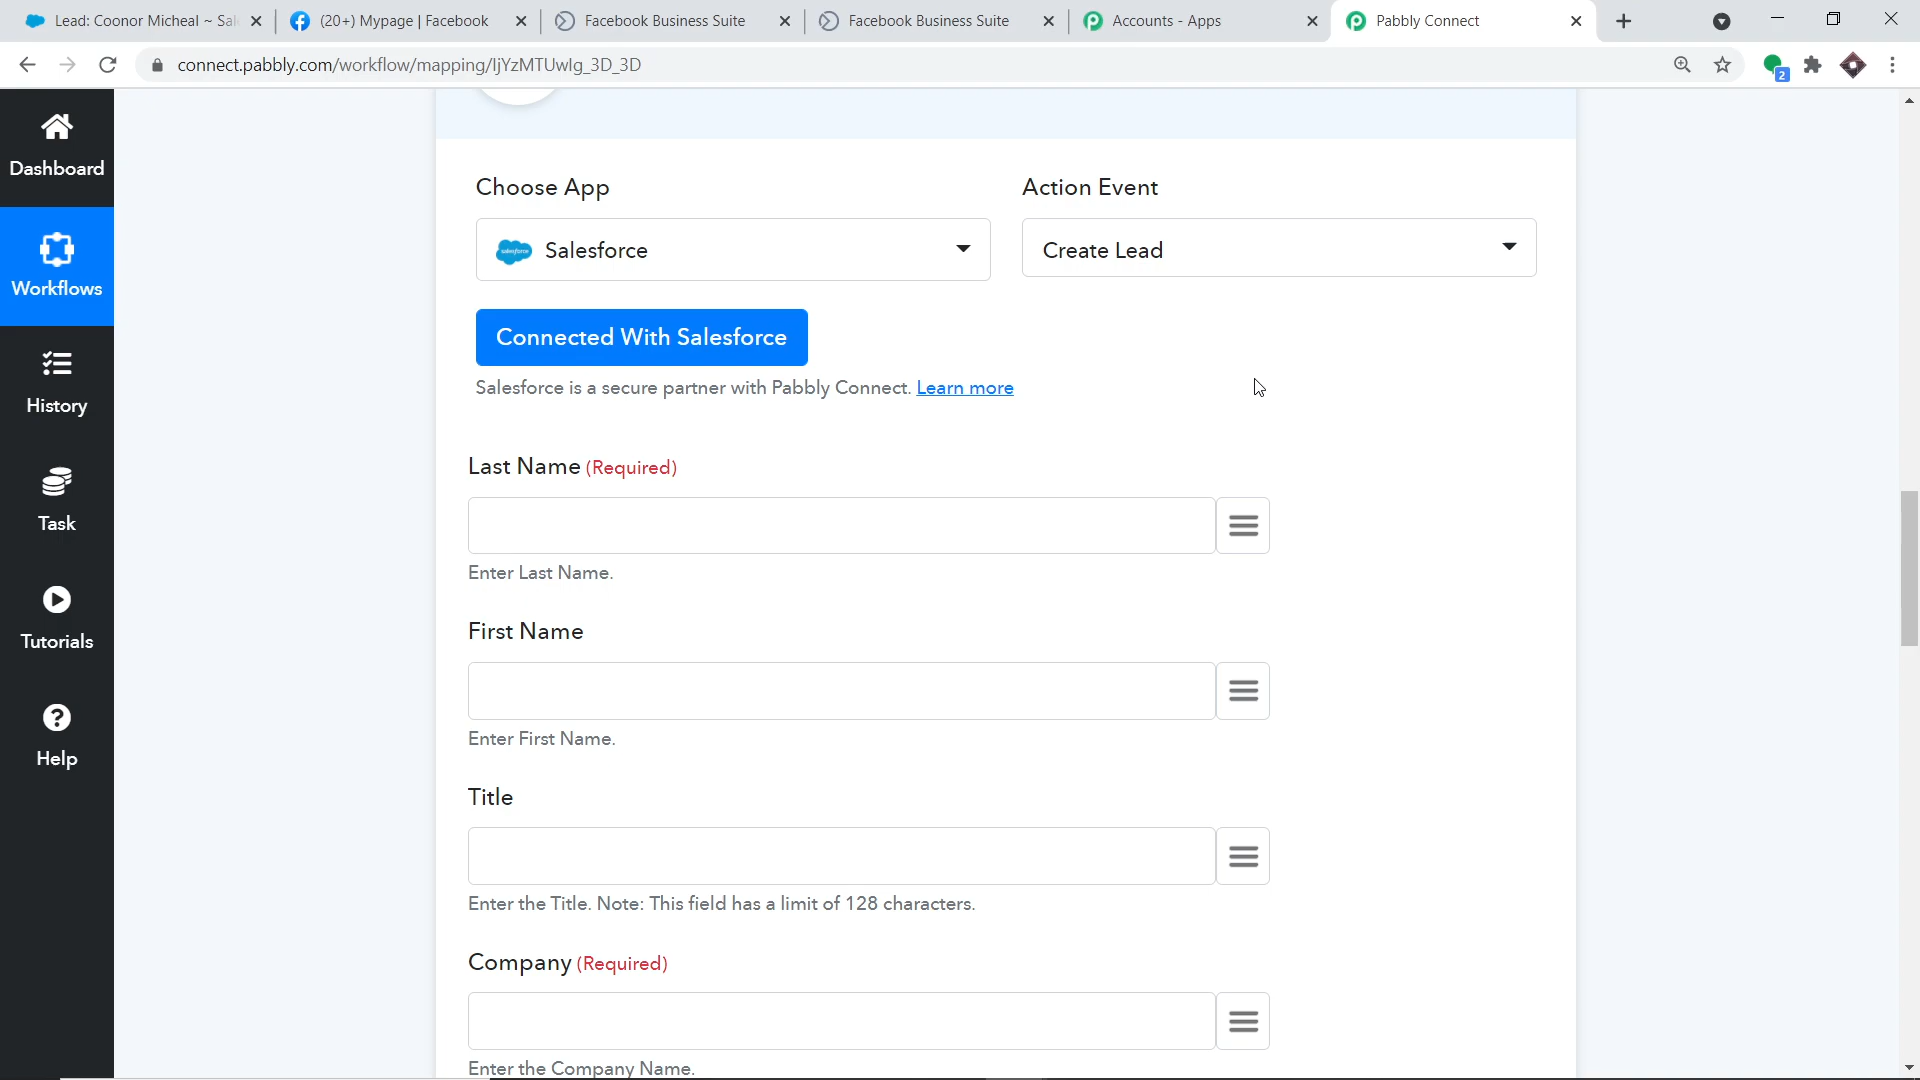 Lead: Coonor Micheal ~ Sal
(20+) Mypage | Facebook
Facebook Business Suite
Facebook Business Suite
Accounts - Apps
Pabbly Connect
connect.pabbly.com/workflow/mapping/IjYzMTUwIg_3D_3D
2
Dashboard
Workflows
History
Task
Tutorials
Help
Choose App
Action Event
Salesforce
Create Lead
Connected With Salesforce
Salesforce is a secure partner with Pabbly Connect. Learn more
Last Name (Required)
Enter Last Name.
First Name
Enter First Name.
Title
Enter the Title. Note: This field has a limit of 128 characters.
Company (Required)
Enter the Company Name.